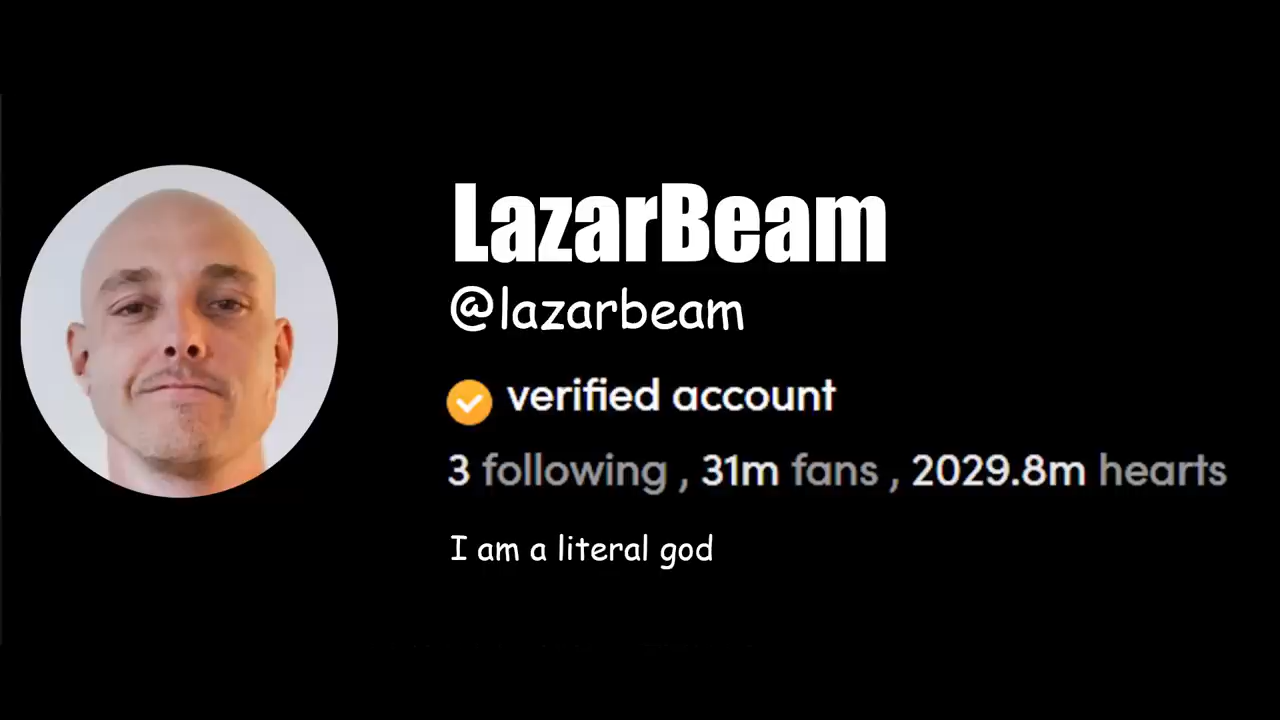 LazarBeam
@lazarbeam
verified account
3 following , 31m fans , 2029.8m hearts
I am a literal god